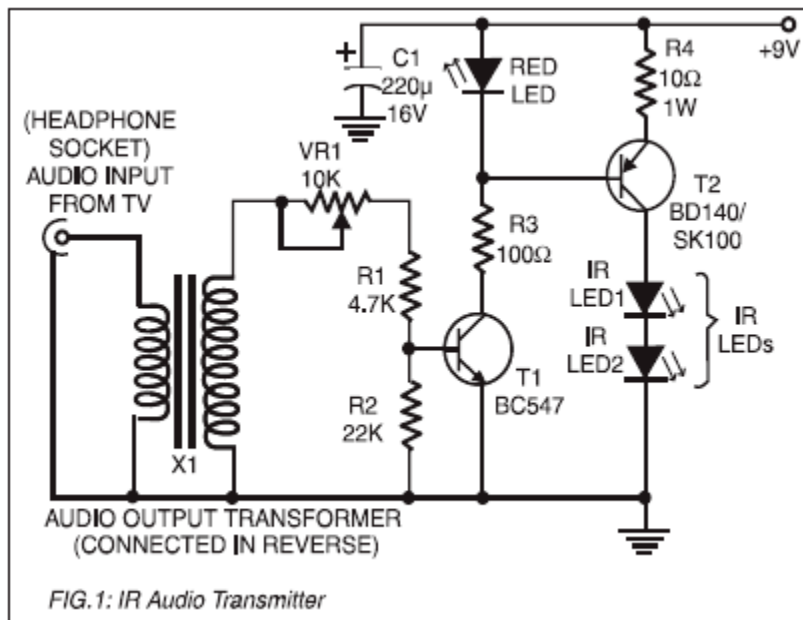 (HEADPHONE
SOCKET)
AUDIO INPUT
FROM TV
+
C1
220µ
16V
RED
LED
R4
10Ω
1W
+9V
VR1
10K
R3
100Ω
T2
BD140/
SK100
R1
4.7K
IR
LED1
IR
LED2
IR
LEDs
T1
BC547
R2
22K
X1
AUDIO OUTPUT TRANSFORMER
(CONNECTED IN REVERSE)
FIG.1: IR Audio Transmitter